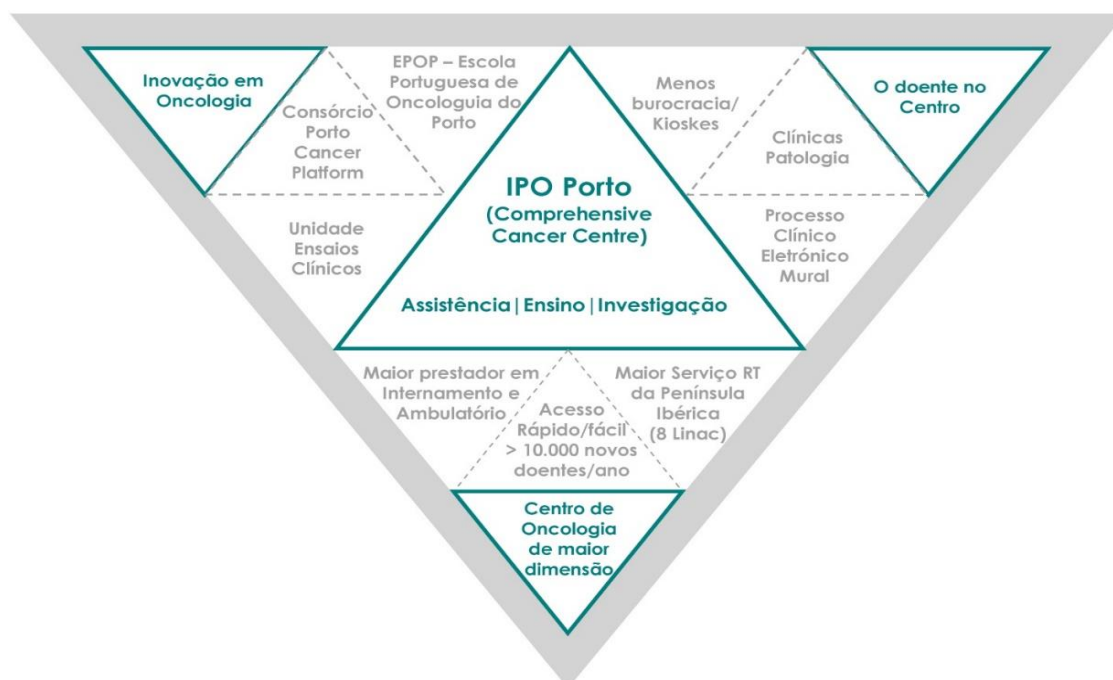 Inovação em
Oncologia
EPOP – Escola
Portuguesa de
Oncologuia do
Porto
Consórcio
Porto
Cancer
Platform
Unidade
Ensaios
Clínicos
Menos
burocracia/
Kioskes
O doente no
Centro
Clínicas
Patologia
Processo
Clínico
Eletrónico
Mural
IPO Porto
(Comprehensive
Cancer Centre)
Assistência|Ensino|Investigação
Maior prestador em
Internamento e
Ambulatório
Acesso
Rápido/fácil
> 10.000 novos
doentes/ano
Maior Serviço RT
da Península
Ibérica
(8 Linac)
Centro de
Oncologia
de maior
dimensão